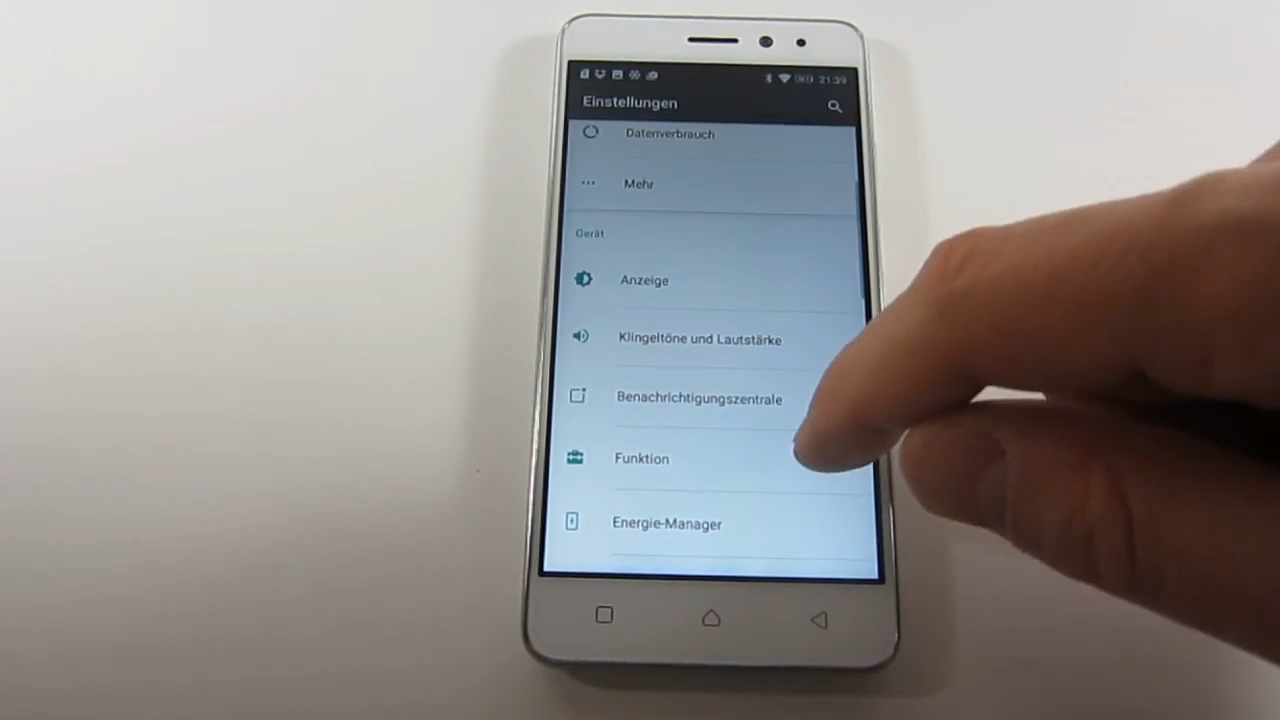 21:39
Einstellungen
Datenverbrauch
Mehr
Gerät
Anzeige
Klingeltöne und Lautstärke
Benachrichtigungszentrale
Funktion
Energie-Manager